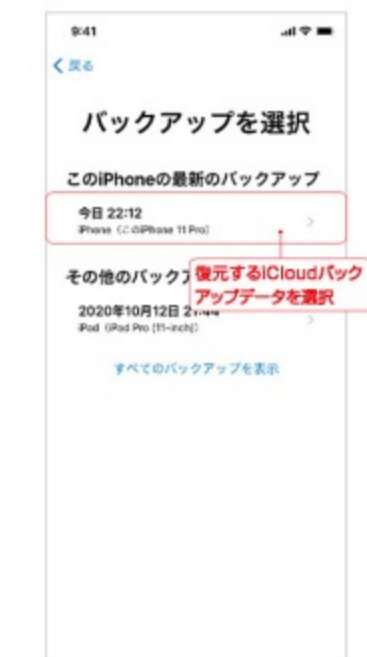 9:41
戻る
バックアップを選択
このiPhoneの最新のバックアップ
今日 22:12
iPhone（このiPhone 11 Pro）
復元するiCloudバック
アップデータを選択
その他のバックア
2020年10月12日 21:44
iPad（iPad Pro [11-inch]）
すべてのバックアップを表示